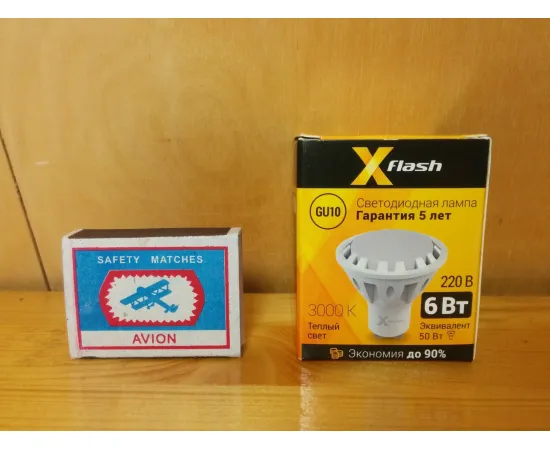 SAFETY MATCHES
AVION
X flash
GU10
Светодиодная лампа
Гарантия 5 лет
220 В
3000 К
6 Вт
Теплый
свет
Эквивалент
50 Вт
Экономия до 90%